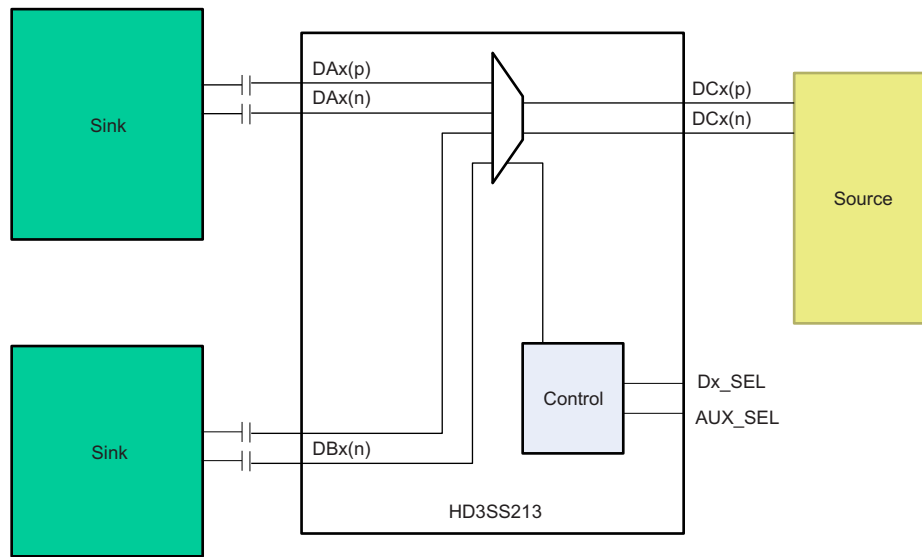 DAx(p)
DAx(n)
DCx(p)
DCx(n)
Sink
Source
Dx_SEL
Control
AUX_SEL
DBx(n)
Sink
HD3SS213